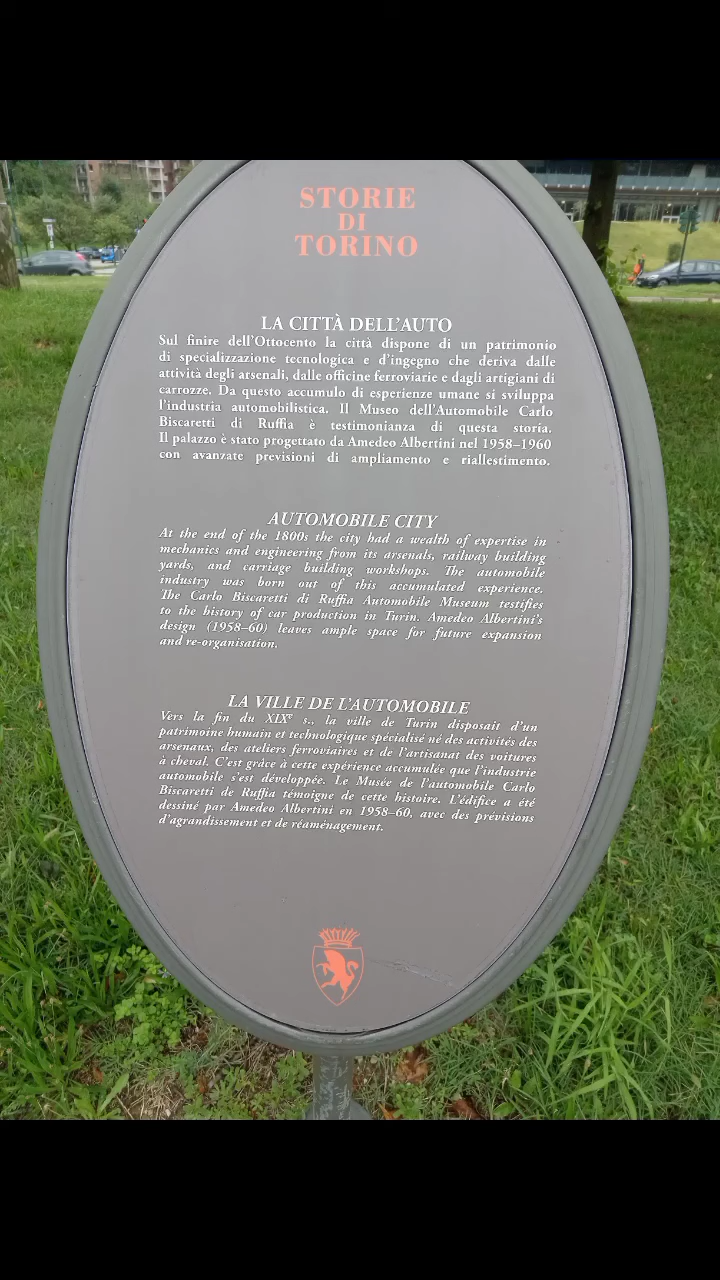 STORIE
DI
TORINO
LA CITTÀ DELL'AUTO
Sul finire dell'Ottocento la città dispone di un patrimonio
di specializzazione tecnologica e d'ingegno che deriva dalle
attività degli arsenali, dalle officine ferroviarie e dagli artigiani di
carrozze. Da questo accumulo di esperienze umane si sviluppa
l'industria automobilistica. Il Museo dell'Automobile Carlo
Biscaretti di Ruffia è testimonianza di questa storia.
Il palazzo è stato progettato da Amedeo Albertini nel 1958–1960
con avanzate previsioni di ampliamento e riallestimento.
AUTOMOBILE CITY
At the end of the 1800s the city had a wealth of expertise in
mechanics and engineering from its arsenals, railway building
yards, and carriage building workshops. The automobile
industry was born out of this accumulated experience.
The Carlo Biscaretti di Ruffia Automobile Museum testifies
to the history of car production in Turin. Amedeo Albertini's
design (1958–60) leaves ample space for future expansion
and re-organisation.
LA VILLE DE L'AUTOMOBILE
Vers la fin du XIXe s., la ville de Turin disposait d'un
patrimoine humain et technologique spécialisé né des activités des
arsenaux, des ateliers ferroviaires et de l'artisanat des voitures
à cheval. C'est grâce à cette expérience accumulée que l'industrie
automobile s'est développée. Le Musée de l'automobile Carlo
Biscaretti de Ruffia témoigne de cette histoire. L'édifice a été
dessiné par Amedeo Albertini en 1958–60, avec des prévisions
d'agrandissement et de réaménagement.